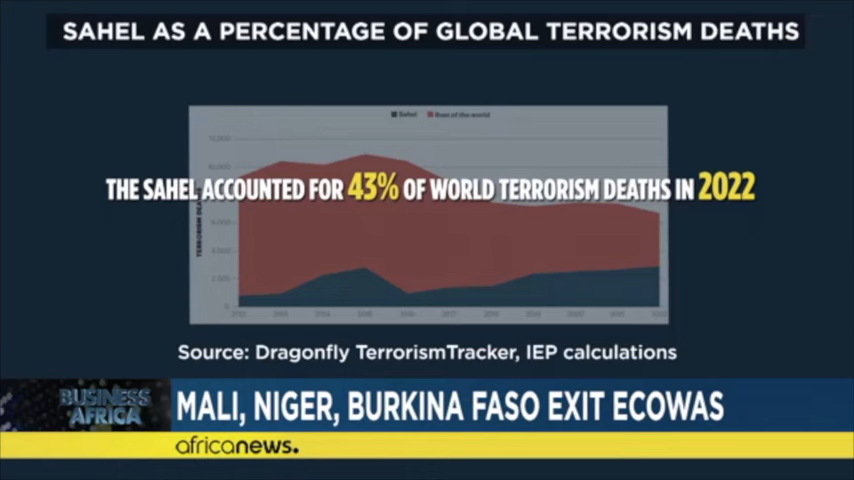 SAHEL AS A PERCENTAGE OF GLOBAL TERRORISM DEATHS
Sahel Rest of the world
THE SAHEL ACCOUNTED FOR 43% OF WORLD TERRORISM DEATHS IN 2022
TERRORISM
Source: Dragonfly TerrorismTracker, IEP calculations
BUSINESS
AFRICA
MALI, NIGER, BURKINA FASO EXIT ECOWAS
africanews.